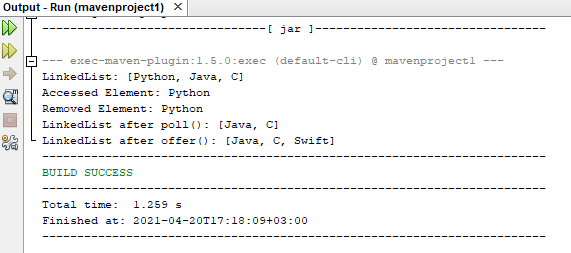 Output - Run (mavenproject1) ×
--------------------------------[ jar ]---------------------------------
--- exec-maven-plugin:1.5.0:exec (default-cli) @ mavenproject1 ---
LinkedList: [Python, Java, C]
Accessed Element: Python
Removed Element: Python
LinkedList after poll(): [Java, C]
LinkedList after offer(): [Java, C, Swift]
------------------------------------------------------------------------
BUILD SUCCESS
------------------------------------------------------------------------
Total time:  1.259 s
Finished at: 2021-04-20T17:18:09+03:00
------------------------------------------------------------------------